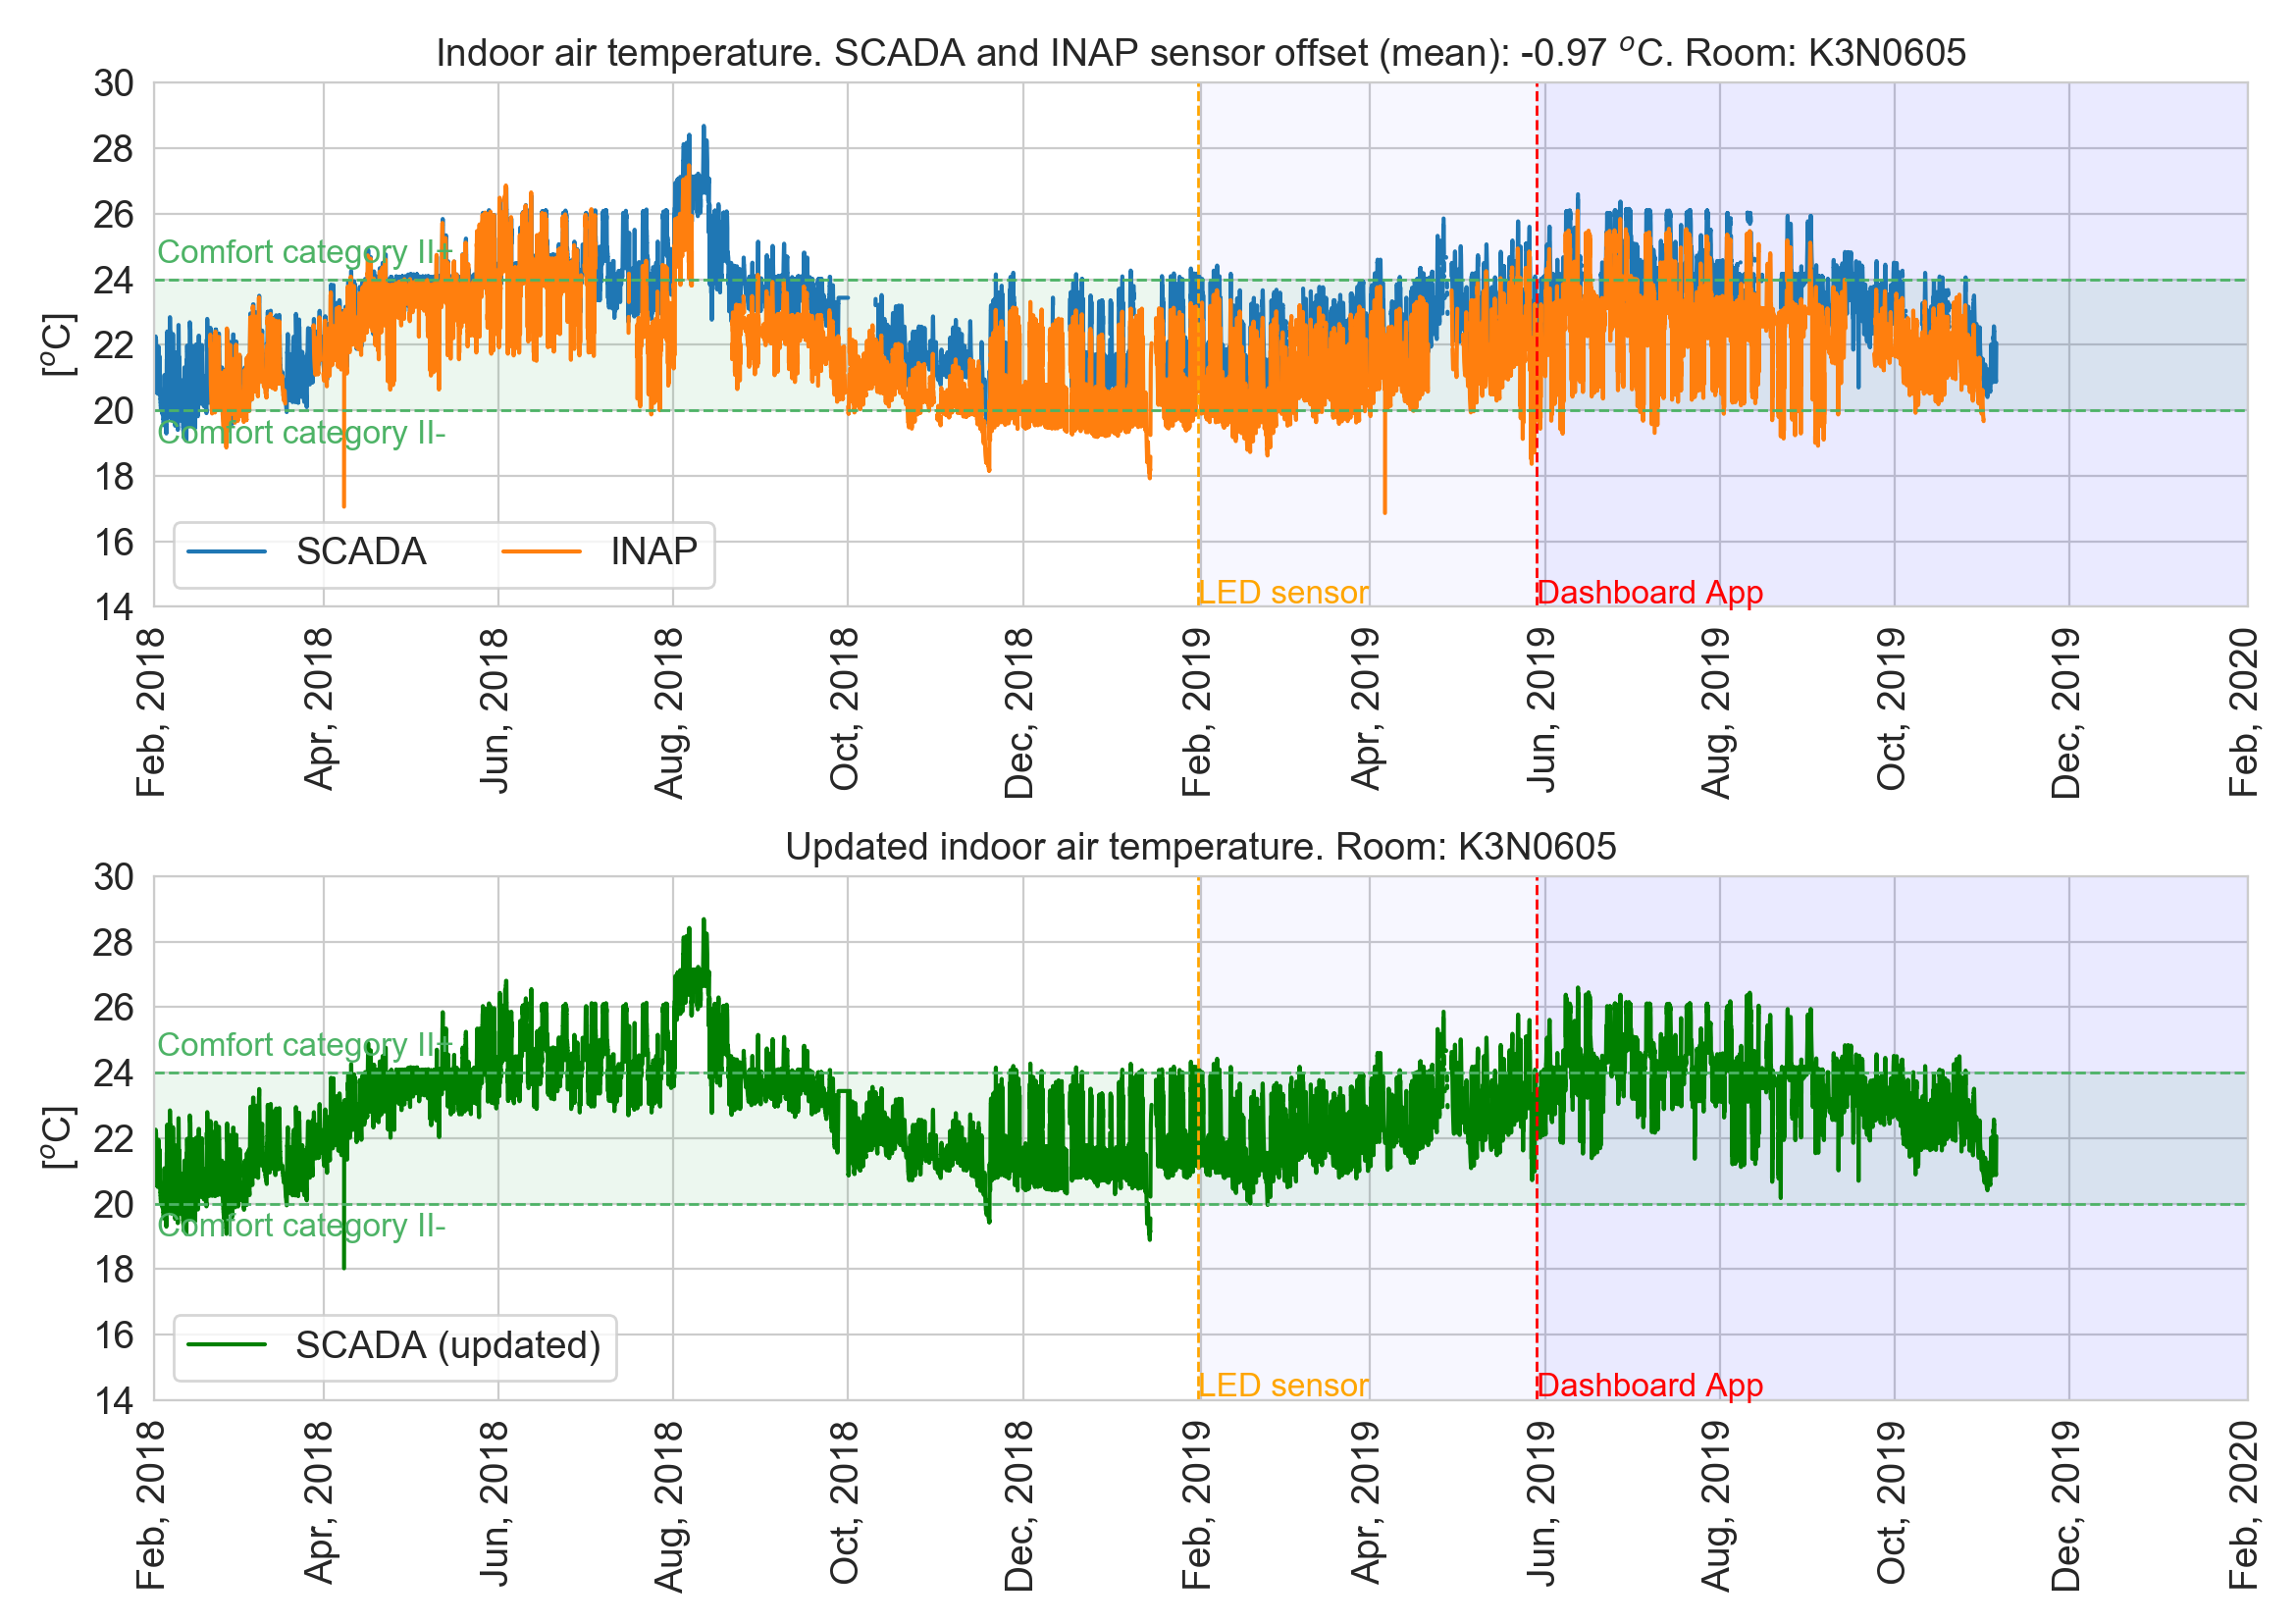 Indoor air temperature. SCADA and INAP sensor offset (mean): -0.97 °C. Room: K3N0605
30
28
26
24
22
20
18
16
14
[°C]
Comfort category II+
Comfort category II-
SCADA
INAP
LED sensor
Dashboard App
Feb, 2018
Apr, 2018
Jun, 2018
Aug, 2018
Oct, 2018
Dec, 2018
Feb, 2019
Apr, 2019
Jun, 2019
Aug, 2019
Oct, 2019
Dec, 2019
Feb, 2020
Updated indoor air temperature. Room: K3N0605
30
28
26
24
22
20
18
16
14
[°C]
Comfort category II+
Comfort category II-
SCADA (updated)
LED sensor
Dashboard App
Feb, 2018
Apr, 2018
Jun, 2018
Aug, 2018
Oct, 2018
Dec, 2018
Feb, 2019
Apr, 2019
Jun, 2019
Aug, 2019
Oct, 2019
Dec, 2019
Feb, 2020